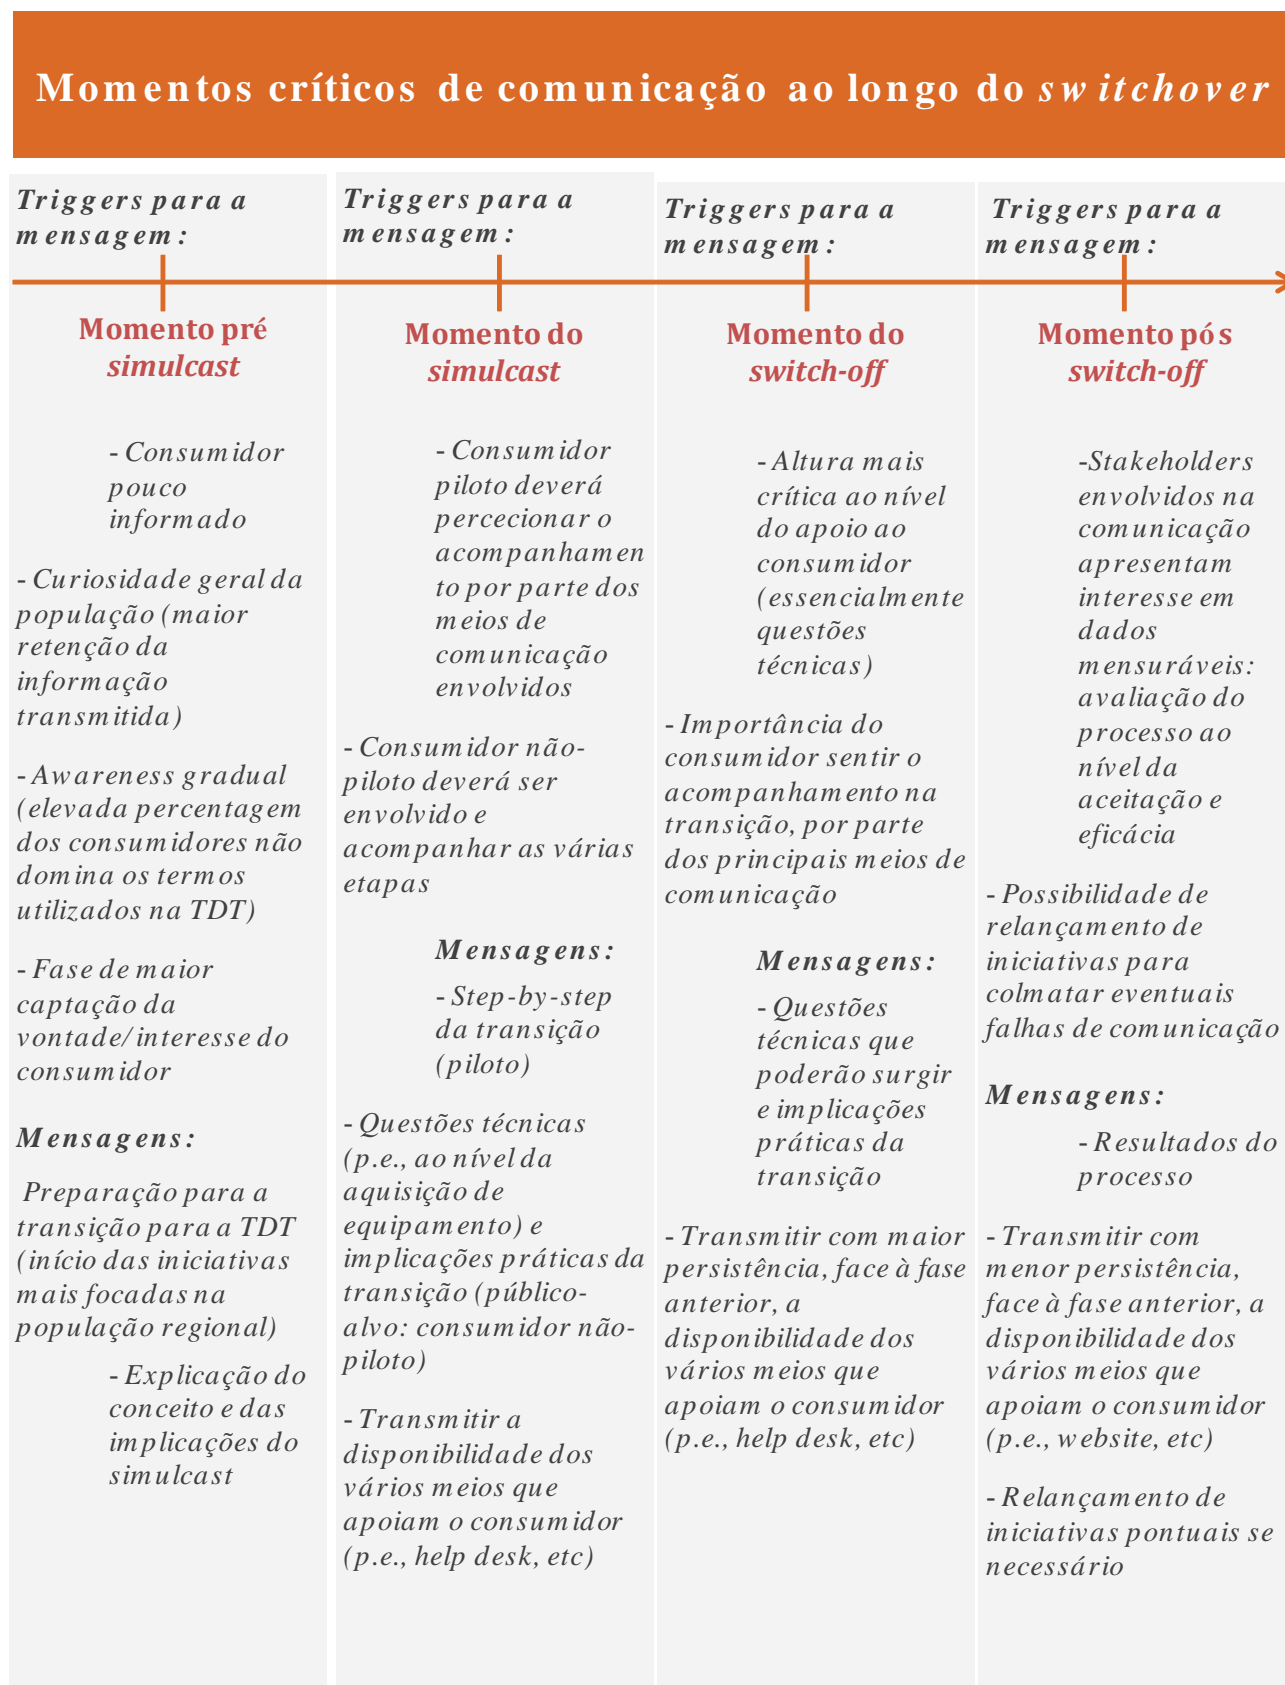 Momentos críticos de comunicação ao longo do switchover
Triggers para a
mensagem:
Momento pré
simulcast
- Consumidor
pouco
informado
- Curiosidade geral da
população (maior
retenção da
informação
transmitida)
- Awareness gradual
(elevada percentagem
dos consumidores não
domina os termos
utilizados na TDT)
- Fase de maior
captação da
vontade/interesse do
consumidor
Mensagens:
Preparação para a
transição para a TDT
(início das iniciativas
mais focadas na
população regional)
- Explicação do
conceito e das
implicações do
simulcast
Triggers para a
mensagem:
Momento do
simulcast
- Consumidor
piloto deverá
percecionar o
acompanhamen
to por parte dos
meios de
comunicação
envolvidos
- Consumidor não-
piloto deverá ser
envolvido e
acompanhar as várias
etapas
Mensagens:
- Step-by-step
da transição
(piloto)
- Questões técnicas
(p.e., ao nível da
aquisição de
equipamento) e
implicações práticas da
transição (público-
alvo: consumidor não-
piloto)
- Transmitir a
disponibilidade dos
vários meios que
apoiam o consumidor
(p.e., help desk, etc)
Triggers para a
mensagem:
Momento do
switch-off
- Altura mais
crítica ao nível
do apoio ao
consumidor
(essencialmente
questões
técnicas)
- Importância do
consumidor sentir o
acompanhamento na
transição, por parte
dos principais meios de
comunicação
Mensagens:
- Questões
técnicas que
poderão surgir
e implicações
práticas da
transição
- Transmitir com maior
persistência, face à fase
anterior, a
disponibilidade dos
vários meios que
apoiam o consumidor
(p.e., help desk, etc)
Triggers para a
mensagem:
Momento pós
switch-off
-Stakeholders
envolvidos na
comunicação
apresentam
interesse em
dados
mensuráveis:
avaliação do
processo ao
nível da
aceitação e
eficácia
- Possibilidade de
relançamento de
iniciativas para
colmatar eventuais
falhas de comunicação
Mensagens:
- Resultados do
processo
- Transmitir com
menor persistência,
face à fase anterior, a
disponibilidade dos
vários meios que
apoiam o consumidor
(p.e., website, etc)
- Relançamento de
iniciativas pontuais se
necessário